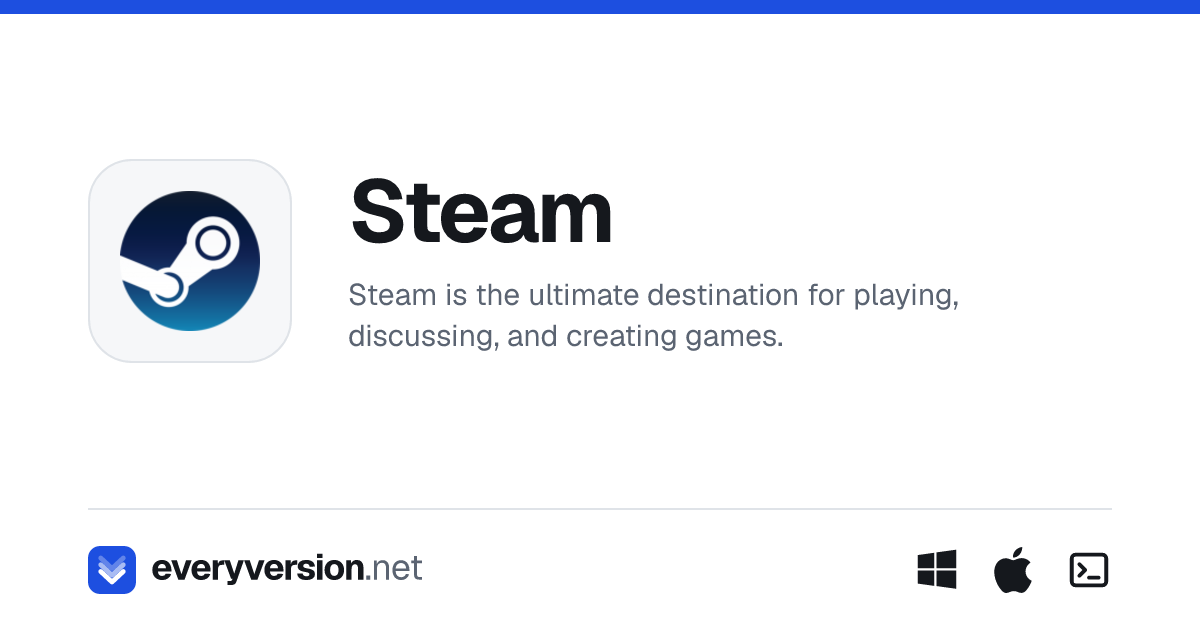 Steam
Steam is the ultimate destination for playing,
discussing, and creating games.
everyversion.net